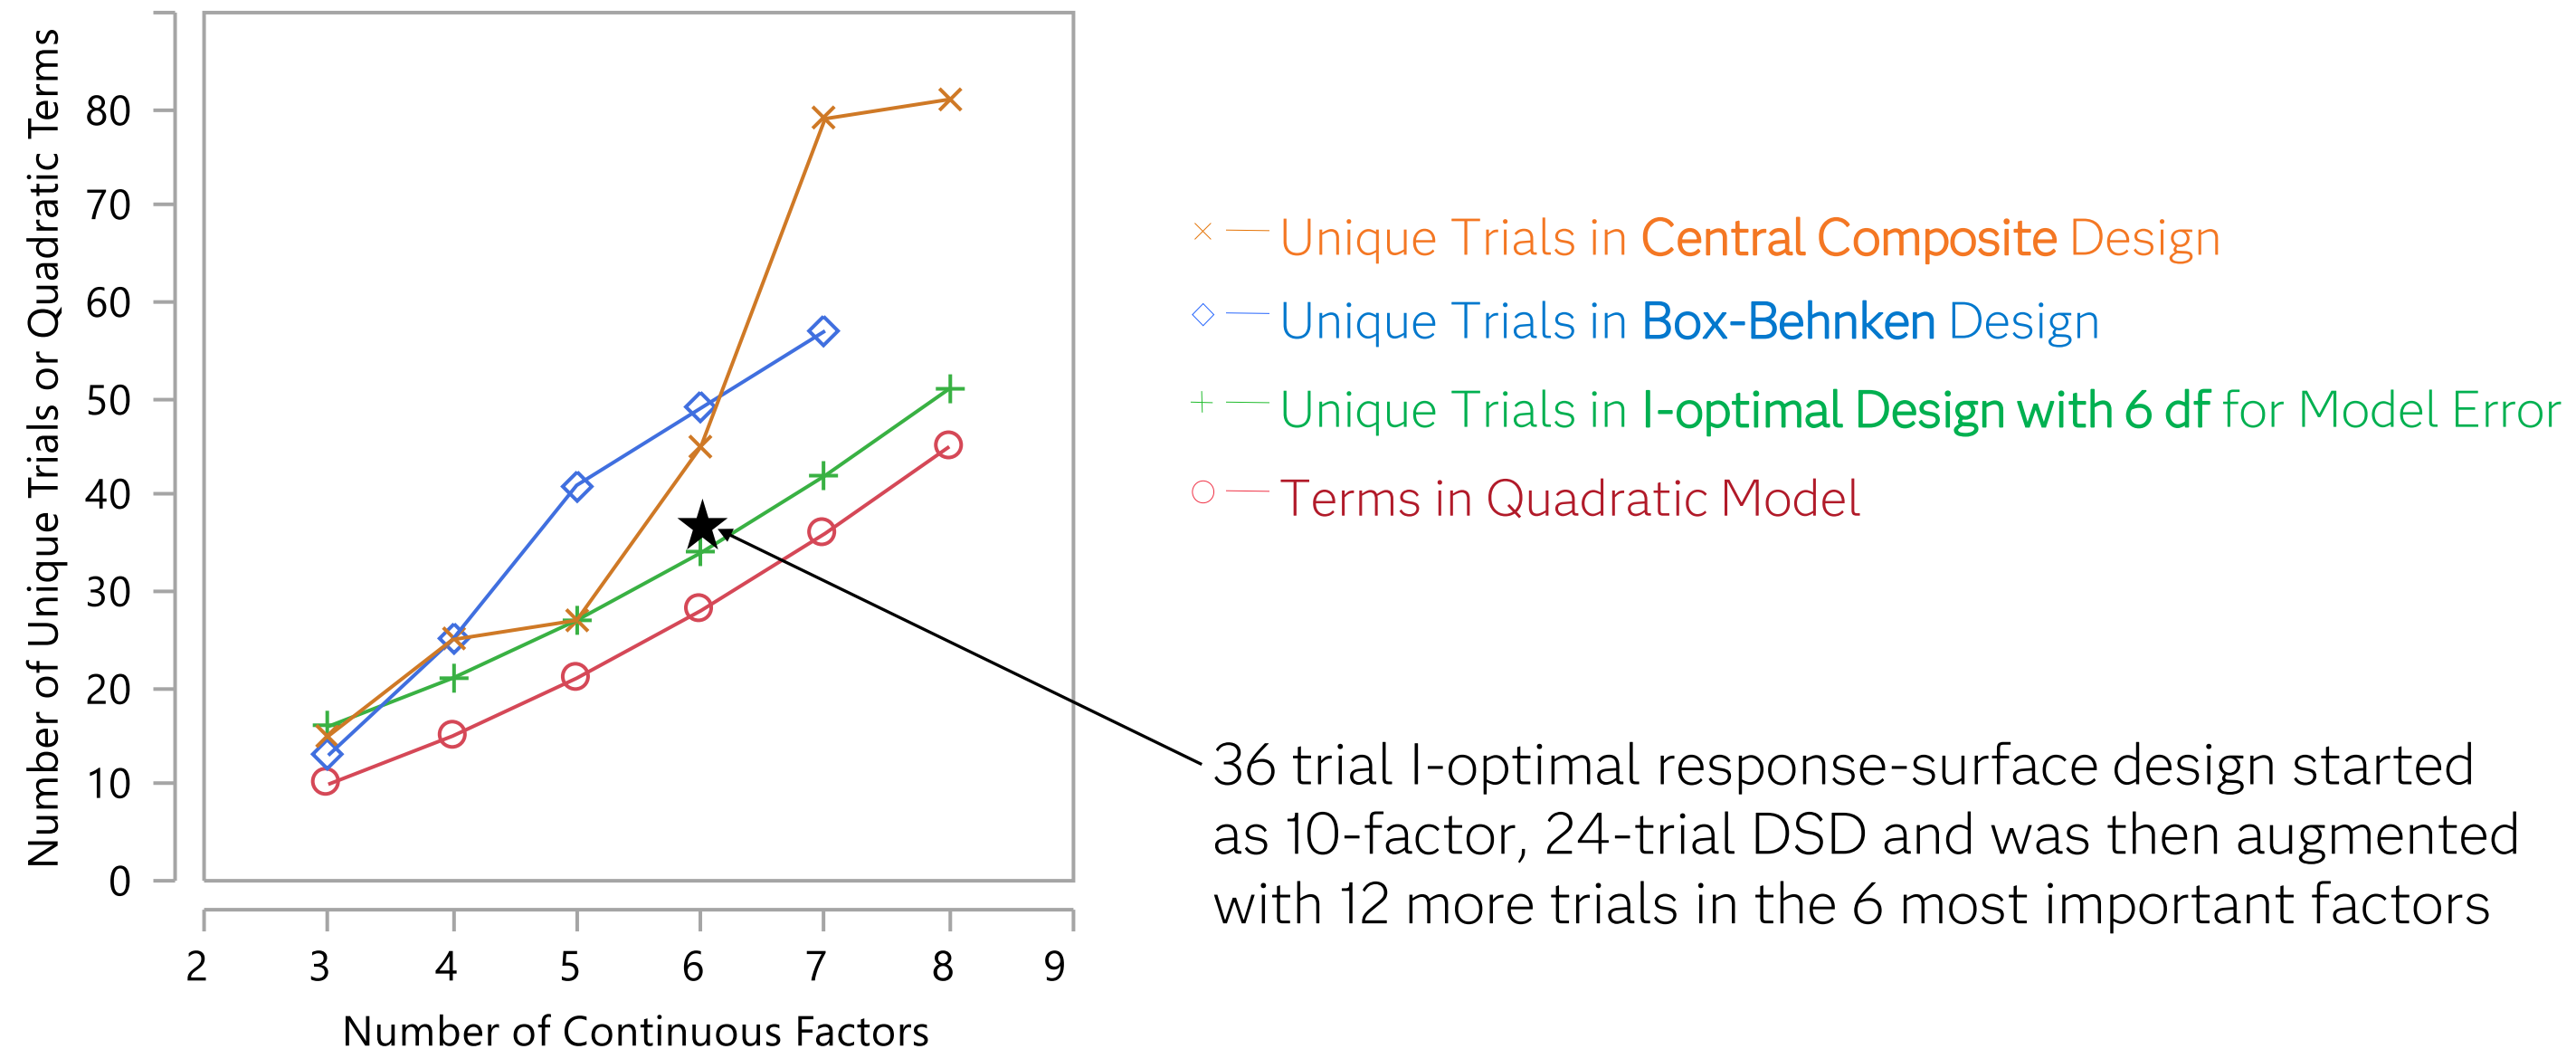 Number of Unique Trials or Quadratic Terms
80
70
60
50
40
30
20
10
0
2 3 4 5 6 7 8 9
Number of Continuous Factors
Unique Trials in Central Composite Design
Unique Trials in Box-Behnken Design
Unique Trials in I-optimal Design with 6 df for Model Error
Terms in Quadratic Model
36 trial I-optimal response-surface design started
as 10-factor, 24-trial DSD and was then augmented
with 12 more trials in the 6 most important factors